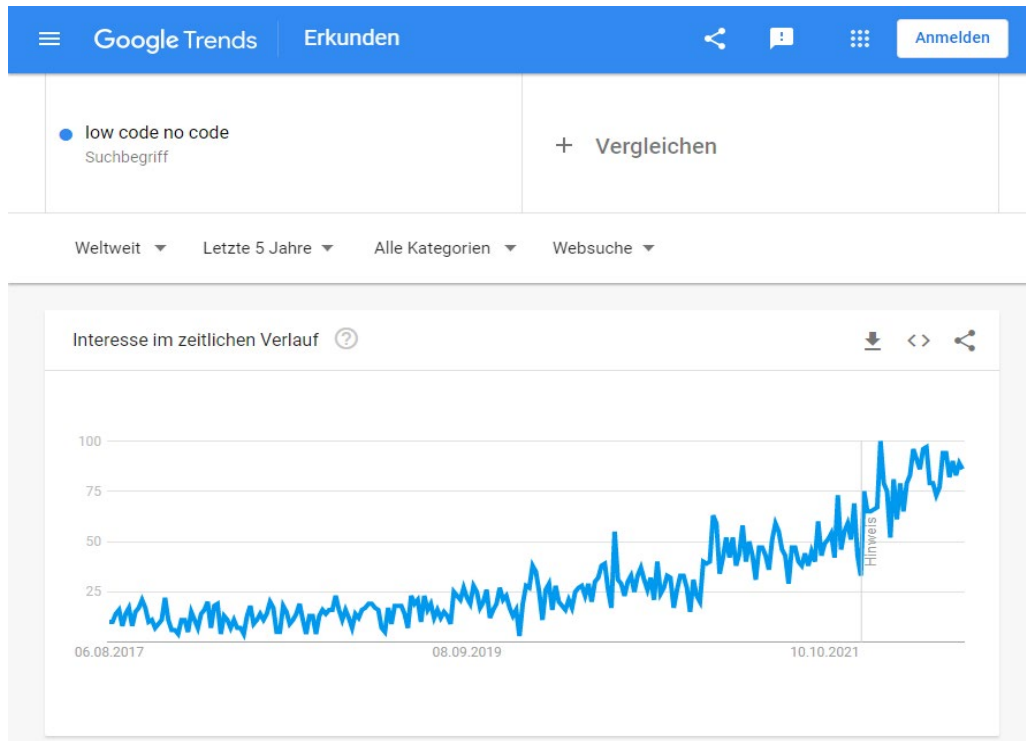 Google Trends Erkunden Anmelden
low code no code
Suchbegriff
+ Vergleichen
Weltweit Letzte 5 Jahre Alle Kategorien Websuche
Interesse im zeitlichen Verlauf ?
100
75
50
25
Hinweis
06.08.2017 08.09.2019 10.10.2021